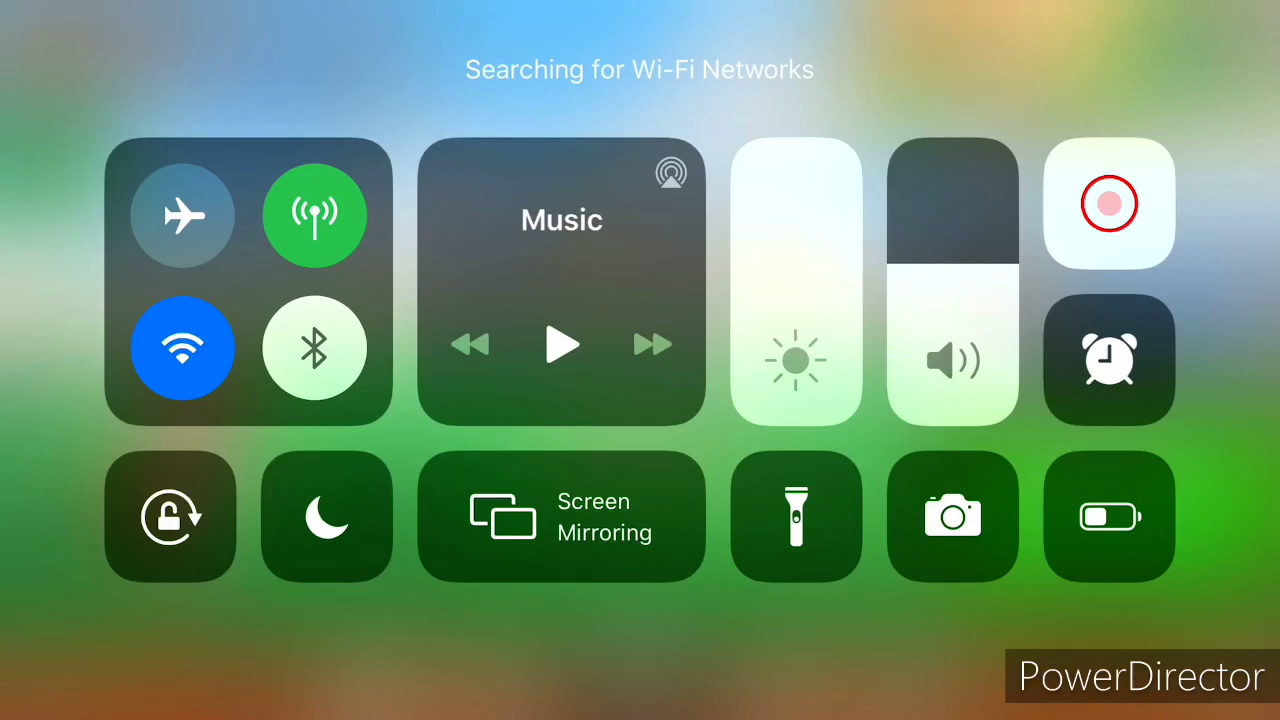 Searching for Wi-Fi Networks
Music
Screen
Mirroring
PowerDirector